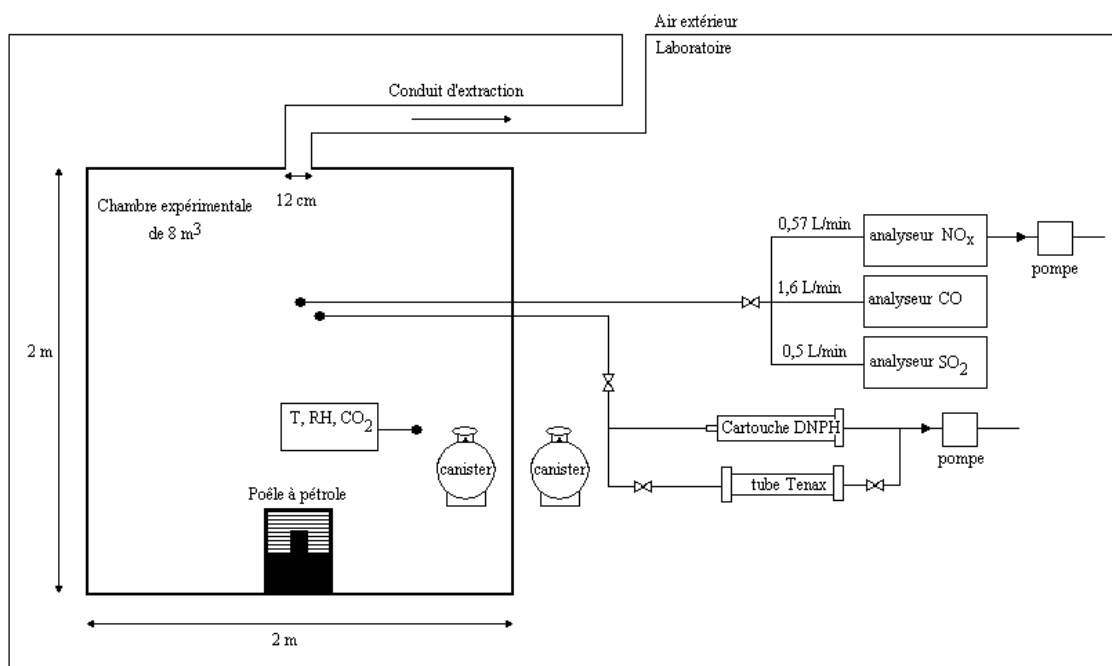 Air extérieur
Laboratoire
Conduit d'extraction
12 cm
Chambre expérimentale
de 8 m³
0,57 L/min
analyseur NOₓ
pompe
1,6 L/min
analyseur CO
2 m
0,5 L/min
analyseur SO₂
T, RH, CO₂
Cartouche DNPH
pompe
canister
canister
tube Tenax
Poêle à pétrole
2 m